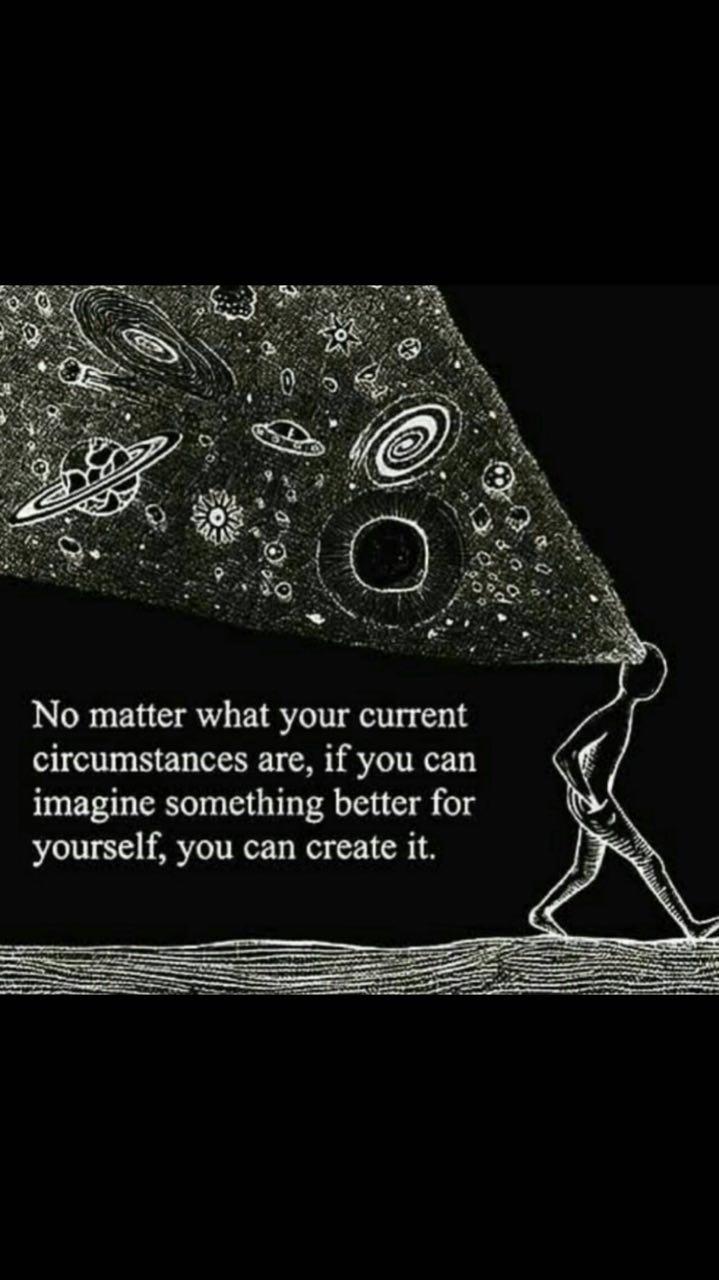 No matter what your current
circumstances are, if you can
imagine something better for
yourself, you can create it.